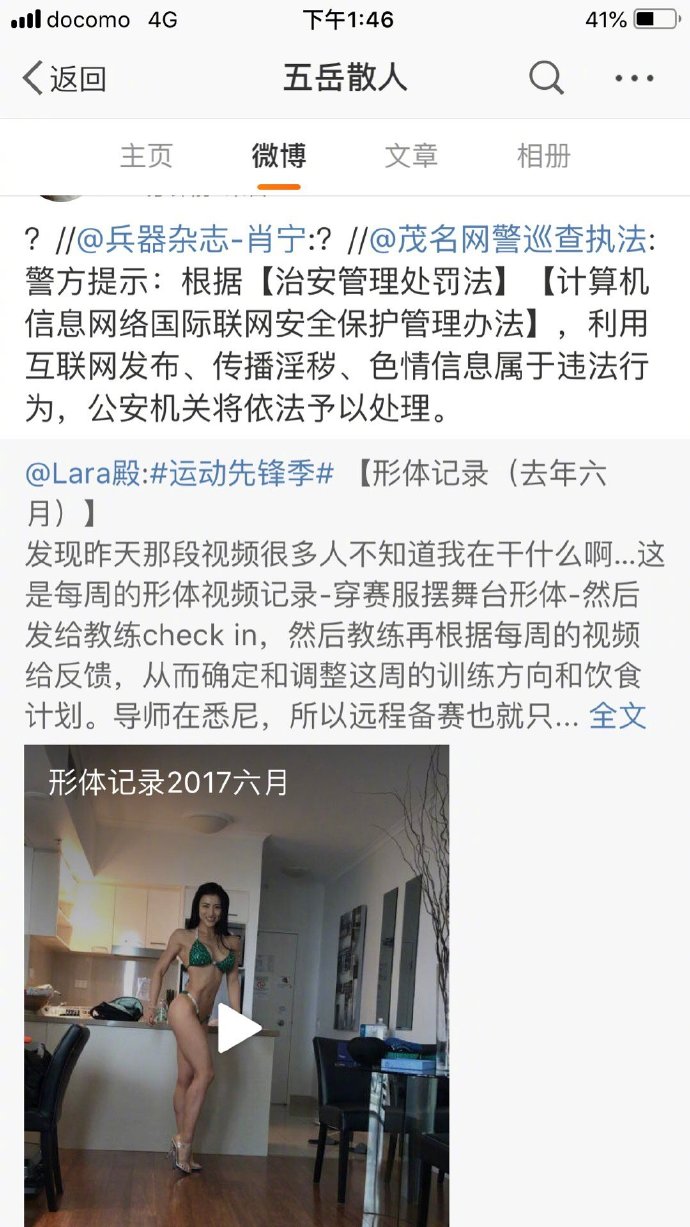 docomo 4G 下午1:46 41%
返回 五岳散人
主页 微博 文章 相册
? //@兵器杂志-肖宁:? //@茂名网警巡查执法:
警方提示：根据【治安管理处罚法】【计算机
信息网络国际联网安全保护管理办法】，利用
互联网发布、传播淫秽、色情信息属于违法行
为，公安机关将依法予以处理。
@Lara殿:#运动先锋季# 【形体记录（去年六
月）】
发现昨天那段视频很多人不知道我在干什么啊...这
是每周的形体视频记录-穿赛服摆舞台形体-然后
发给教练check in，然后教练再根据每周的视频
给反馈，从而确定和调整这周的训练方向和饮食
计划。导师在悉尼，所以远程备赛也就只... 全文
形体记录2017六月